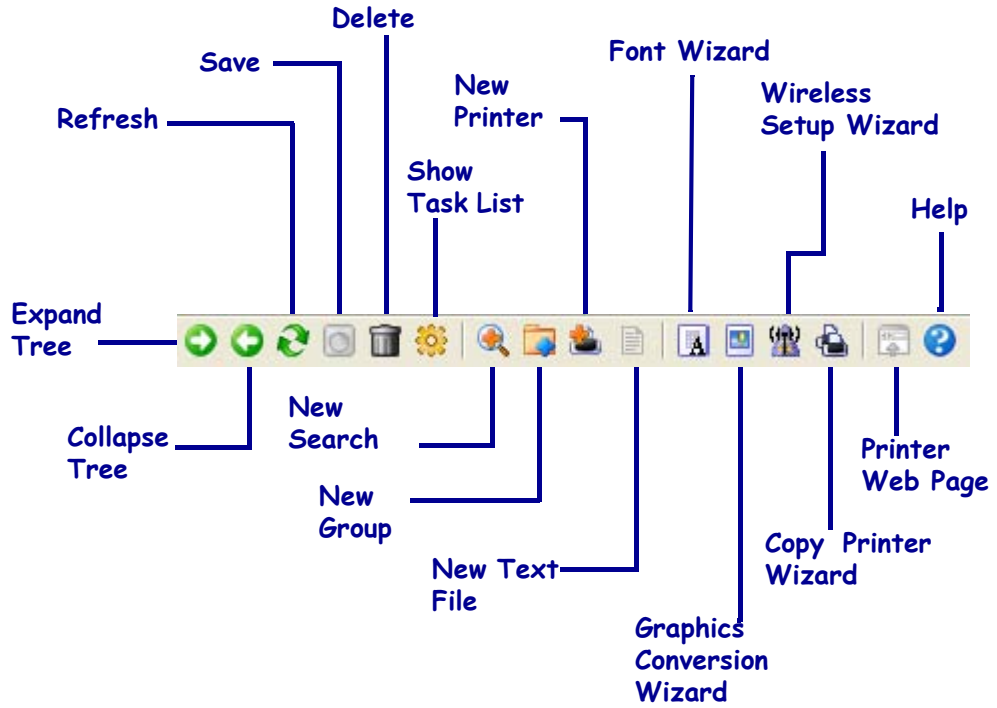 Delete
Save
Font Wizard
New
Printer
Wireless
Setup Wizard
Refresh
Show
Task List
Help
Expand
Tree
New
Search
Collapse
Tree
Printer
Web Page
New
Group
Copy Printer
Wizard
New Text
File
Graphics
Conversion
Wizard